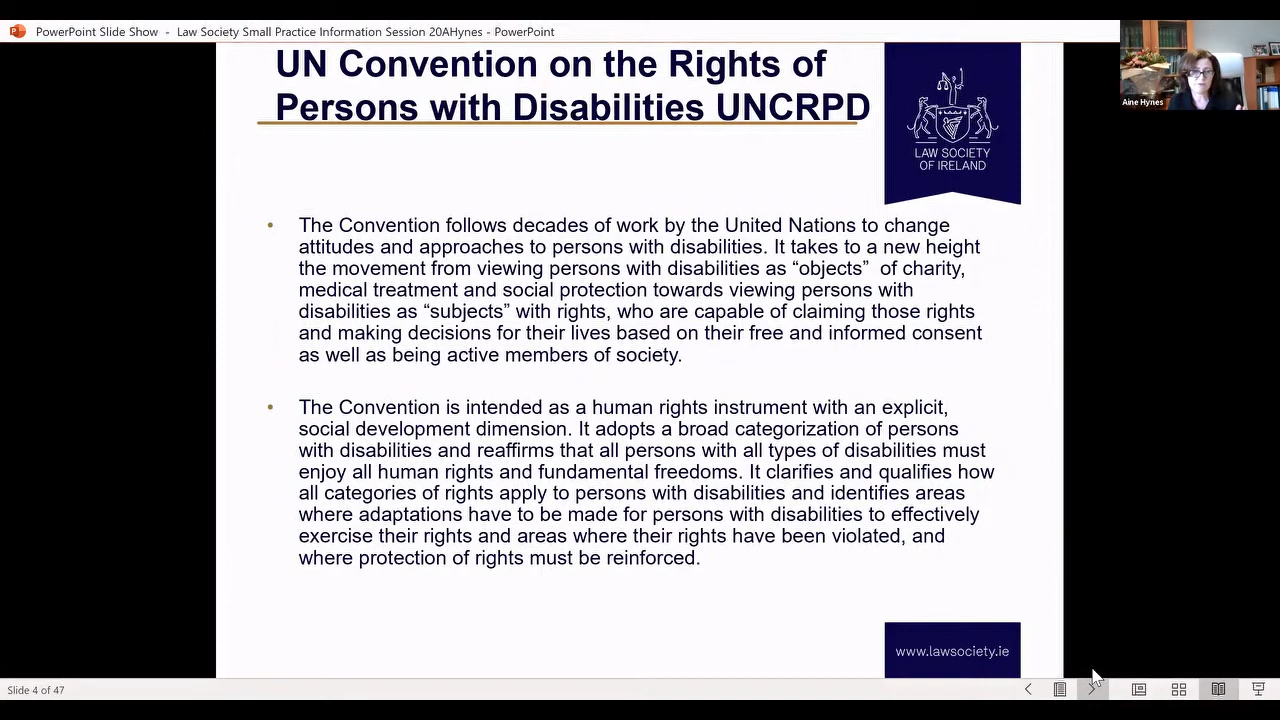 PowerPoint Slide Show - Law Society Small Practice Information Session 20AHynes - PowerPoint
Aine Hynes
UN Convention on the Rights of
Persons with Disabilities UNCRPD
LAW SOCIETY
OF IRELAND
• The Convention follows decades of work by the United Nations to change
attitudes and approaches to persons with disabilities. It takes to a new height
the movement from viewing persons with disabilities as “objects” of charity,
medical treatment and social protection towards viewing persons with
disabilities as “subjects” with rights, who are capable of claiming those rights
and making decisions for their lives based on their free and informed consent
as well as being active members of society.
• The Convention is intended as a human rights instrument with an explicit,
social development dimension. It adopts a broad categorization of persons
with disabilities and reaffirms that all persons with all types of disabilities must
enjoy all human rights and fundamental freedoms. It clarifies and qualifies how
all categories of rights apply to persons with disabilities and identifies areas
where adaptations have to be made for persons with disabilities to effectively
exercise their rights and areas where their rights have been violated, and
where protection of rights must be reinforced.
www.lawsociety.ie
Slide 4 of 47